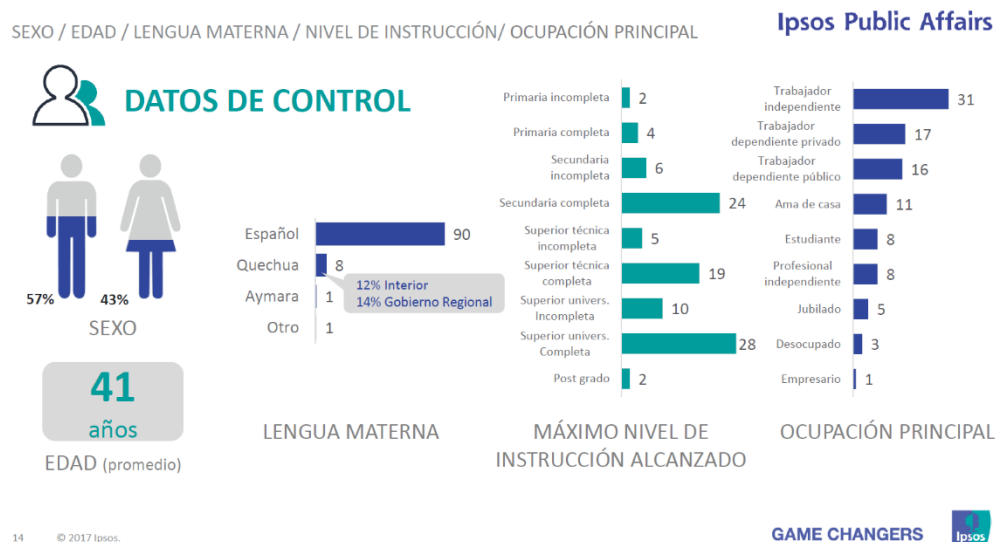 SEXO / EDAD / LENGUA MATERNA / NIVEL DE INSTRUCCIÓN/ OCUPACIÓN PRINCIPAL
Ipsos Public Affairs
DATOS DE CONTROL
57%
43%
SEXO
41
años
EDAD (promedio)
Español 90
Quechua 8
12% Interior
14% Gobierno Regional
Aymara 1
Otro 1
LENGUA MATERNA
Primaria incompleta 2
Primaria completa 4
Secundaria
incompleta 6
Secundaria completa 24
Superior técnica
incompleta 5
Superior técnica
completa 19
Superior univers.
Incompleta 10
Superior univers.
Completa 28
Post grado 2
MÁXIMO NIVEL DE
INSTRUCCIÓN ALCANZADO
Trabajador
independiente 31
Trabajador
dependiente privado 17
Trabajador
dependiente público 16
Ama de casa 11
Estudiante 8
Profesional
independiente 8
Jubilado 5
Desocupado 3
Empresario 1
OCUPACIÓN PRINCIPAL
14 © 2017 Ipsos.
GAME CHANGERS
Ipsos